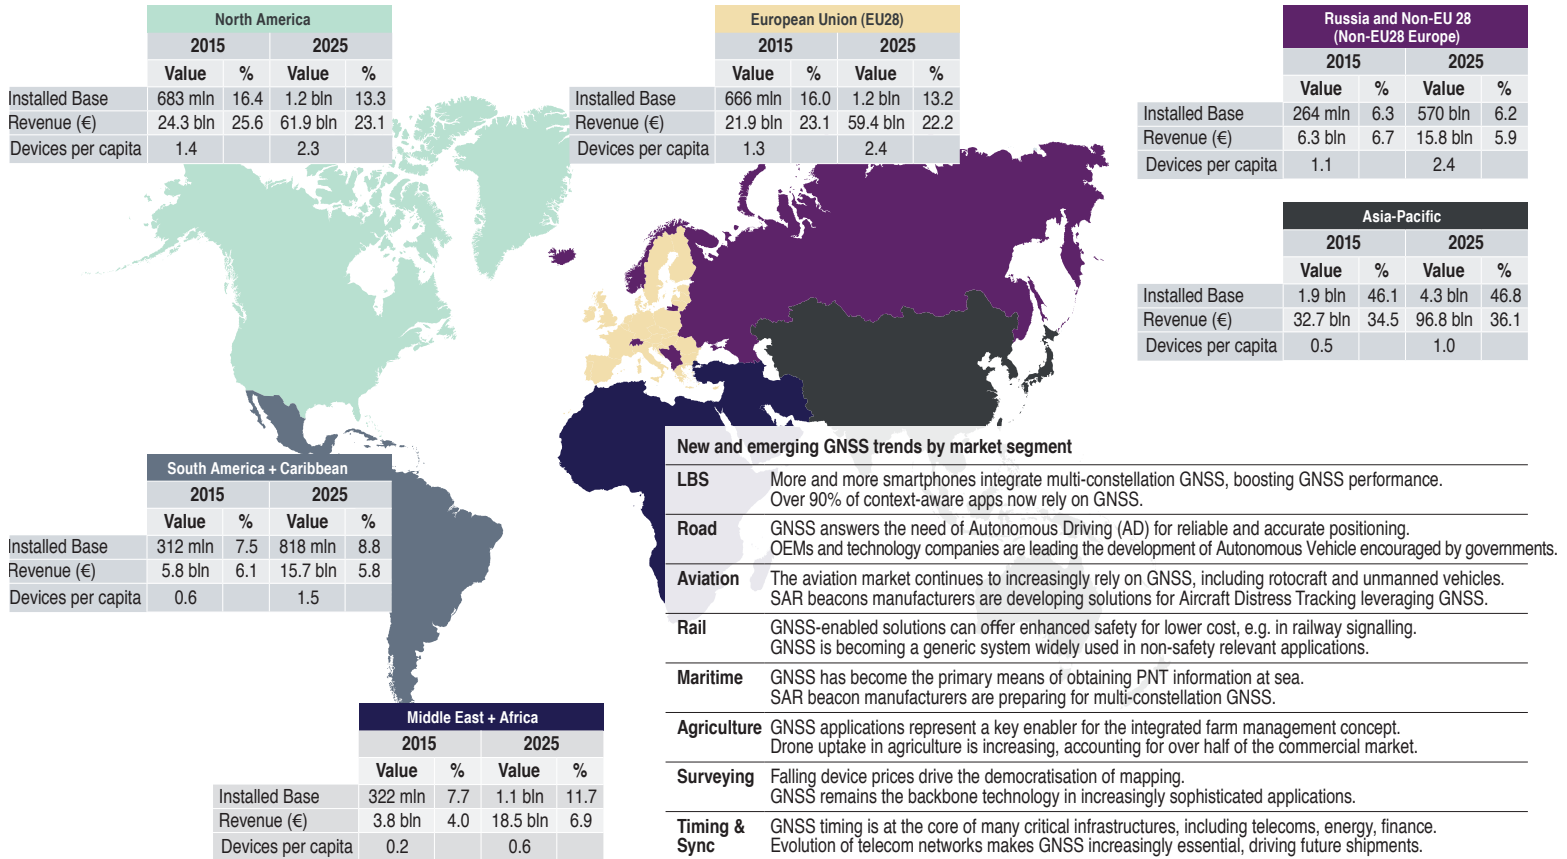 North America
2015 2025
Value % Value %
Installed Base 683 mln 16.4 1.2 bln 13.3
Revenue (€) 24.3 bln 25.6 61.9 bln 23.1
Devices per capita 1.4 2.3
European Union (EU28)
2015 2025
Value % Value %
Installed Base 666 mln 16.0 1.2 bln 13.2
Revenue (€) 21.9 bln 23.1 59.4 bln 22.2
Devices per capita 1.3 2.4
Russia and Non-EU 28
(Non-EU28 Europe)
2015 2025
Value % Value %
Installed Base 264 mln 6.3 570 bln 6.2
Revenue (€) 6.3 bln 6.7 15.8 bln 5.9
Devices per capita 1.1 2.4
Asia-Pacific
2015 2025
Value % Value %
Installed Base 1.9 bln 46.1 4.3 bln 46.8
Revenue (€) 32.7 bln 34.5 96.8 bln 36.1
Devices per capita 0.5 1.0
South America + Caribbean
2015 2025
Value % Value %
Installed Base 312 mln 7.5 818 mln 8.8
Revenue (€) 5.8 bln 6.1 15.7 bln 5.8
Devices per capita 0.6 1.5
Middle East + Africa
2015 2025
Value % Value %
Installed Base 322 mln 7.7 1.1 bln 11.7
Revenue (€) 3.8 bln 4.0 18.5 bln 6.9
Devices per capita 0.2 0.6
New and emerging GNSS trends by market segment
LBS More and more smartphones integrate multi-constellation GNSS, boosting GNSS performance.
Over 90% of context-aware apps now rely on GNSS.
Road GNSS answers the need of Autonomous Driving (AD) for reliable and accurate positioning.
OEMs and technology companies are leading the development of Autonomous Vehicle encouraged by governments.
Aviation The aviation market continues to increasingly rely on GNSS, including rotocraft and unmanned vehicles.
SAR beacons manufacturers are developing solutions for Aircraft Distress Tracking leveraging GNSS.
Rail GNSS-enabled solutions can offer enhanced safety for lower cost, e.g. in railway signalling.
GNSS is becoming a generic system widely used in non-safety relevant applications.
Maritime GNSS has become the primary means of obtaining PNT information at sea.
SAR beacon manufacturers are preparing for multi-constellation GNSS.
Agriculture GNSS applications represent a key enabler for the integrated farm management concept.
Drone uptake in agriculture is increasing, accounting for over half of the commercial market.
Surveying Falling device prices drive the democratisation of mapping.
GNSS remains the backbone technology in increasingly sophisticated applications.
Timing & GNSS timing is at the core of many critical infrastructures, including telecoms, energy, finance.
Sync Evolution of telecom networks makes GNSS increasingly essential, driving future shipments.